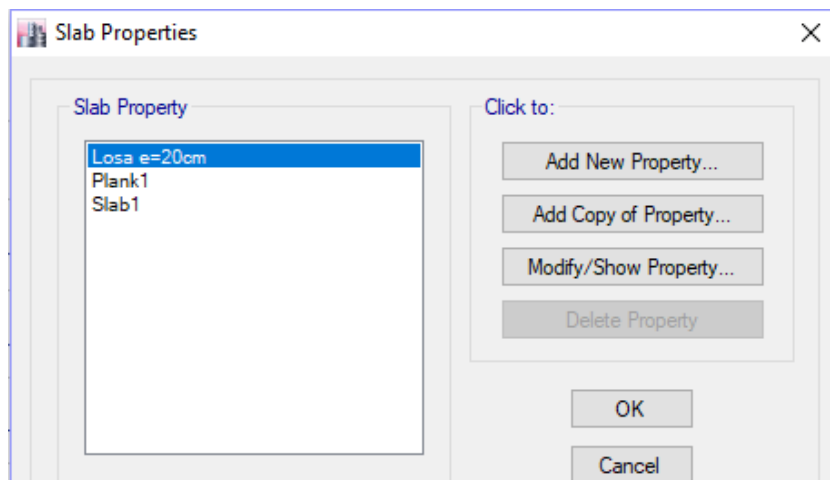 Slab Properties
Slab Property
Losa e=20cm
Plank1
Slab1
Click to:
Add New Property...
Add Copy of Property...
Modify/Show Property...
Delete Property
OK
Cancel